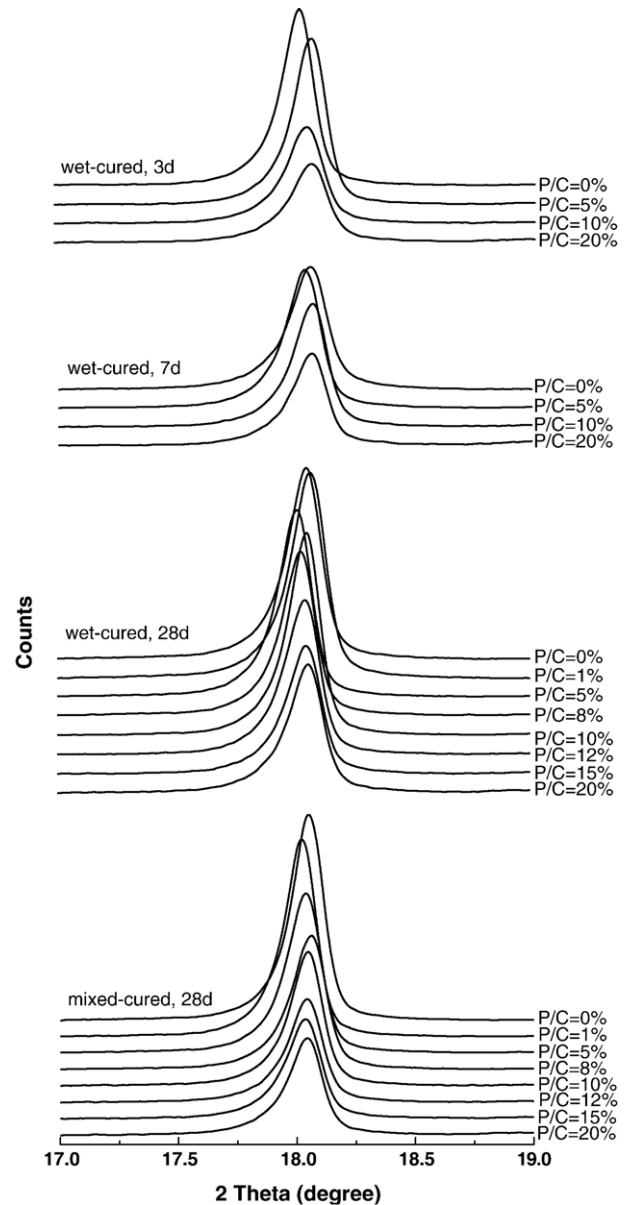 wet-cured, 3d
P/C=0%
P/C=5%
P/C=10%
P/C=20%
wet-cured, 7d
P/C=0%
P/C=5%
P/C=10%
P/C=20%
Counts
wet-cured, 28d
P/C=0%
P/C=1%
P/C=5%
P/C=8%
P/C=10%
P/C=12%
P/C=15%
P/C=20%
mixed-cured, 28d
P/C=0%
P/C=1%
P/C=5%
P/C=8%
P/C=10%
P/C=12%
P/C=15%
P/C=20%
17.0 17.5 18.0 18.5 19.0
2 Theta (degree)